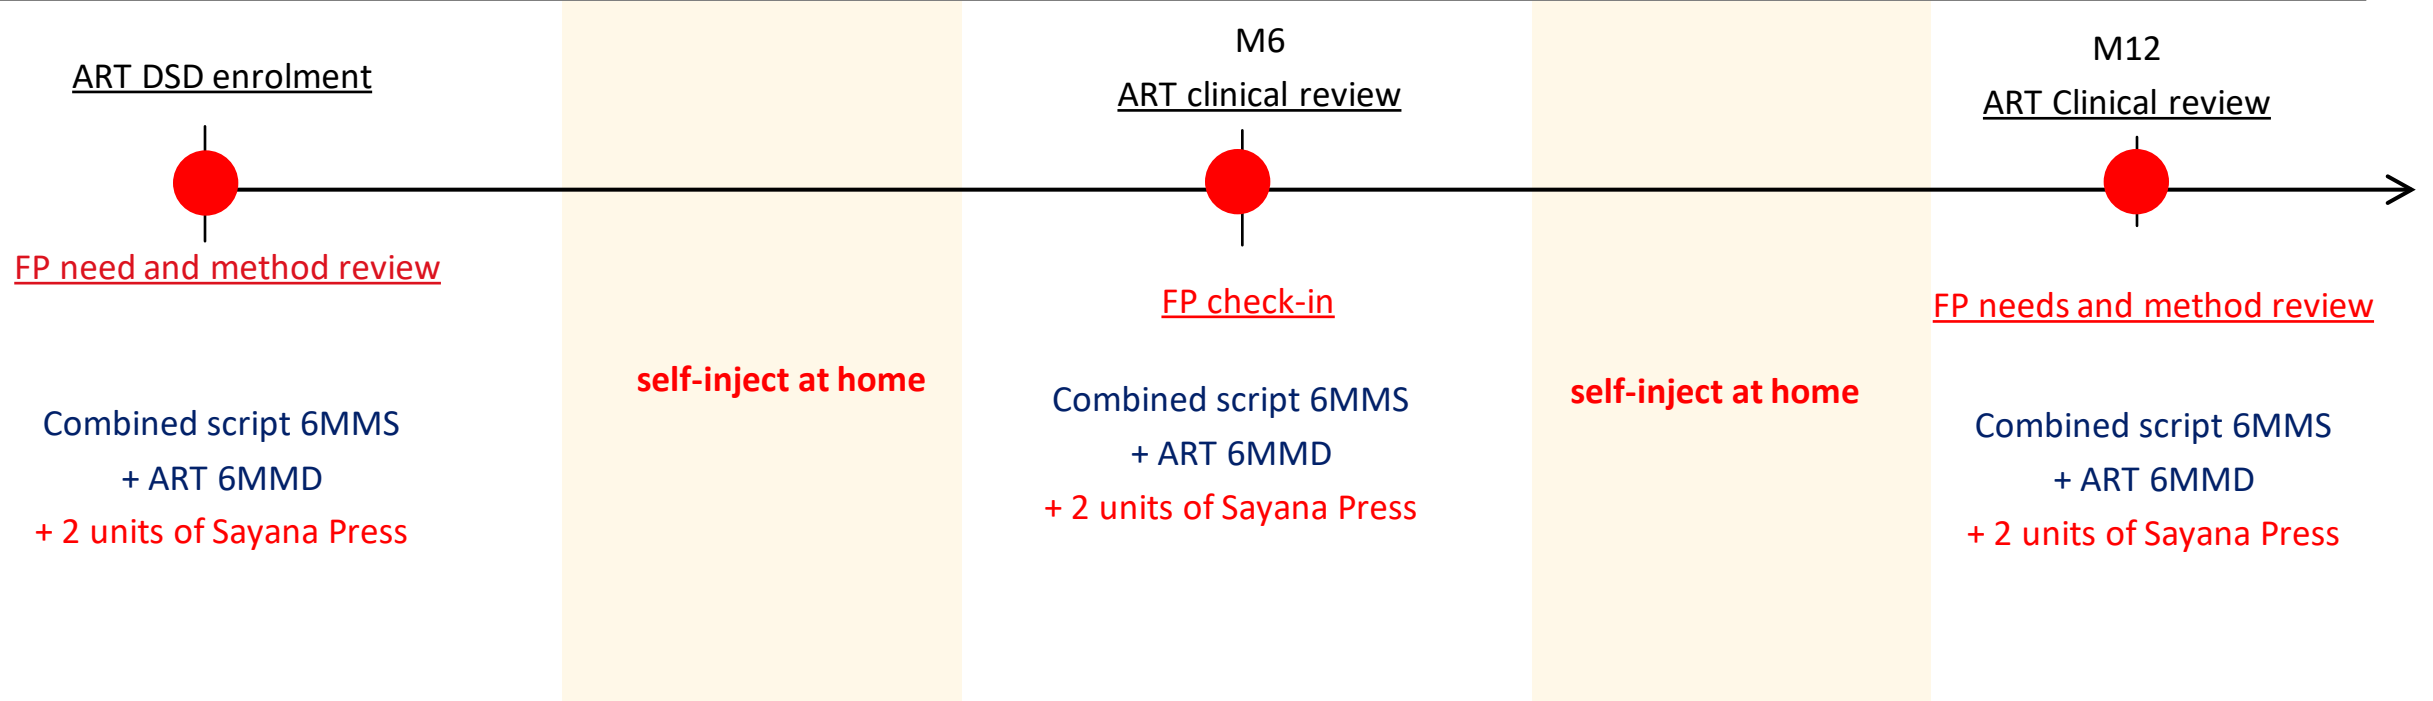 ART DSD enrolment
FP need and method review
Combined script 6MMS
+ ART 6MMD
+ 2 units of Sayana Press
self-inject at home
M6
ART clinical review
FP check-in
Combined script 6MMS
+ ART 6MMD
+ 2 units of Sayana Press
self-inject at home
M12
ART Clinical review
FP needs and method review
Combined script 6MMS
+ ART 6MMD
+ 2 units of Sayana Press